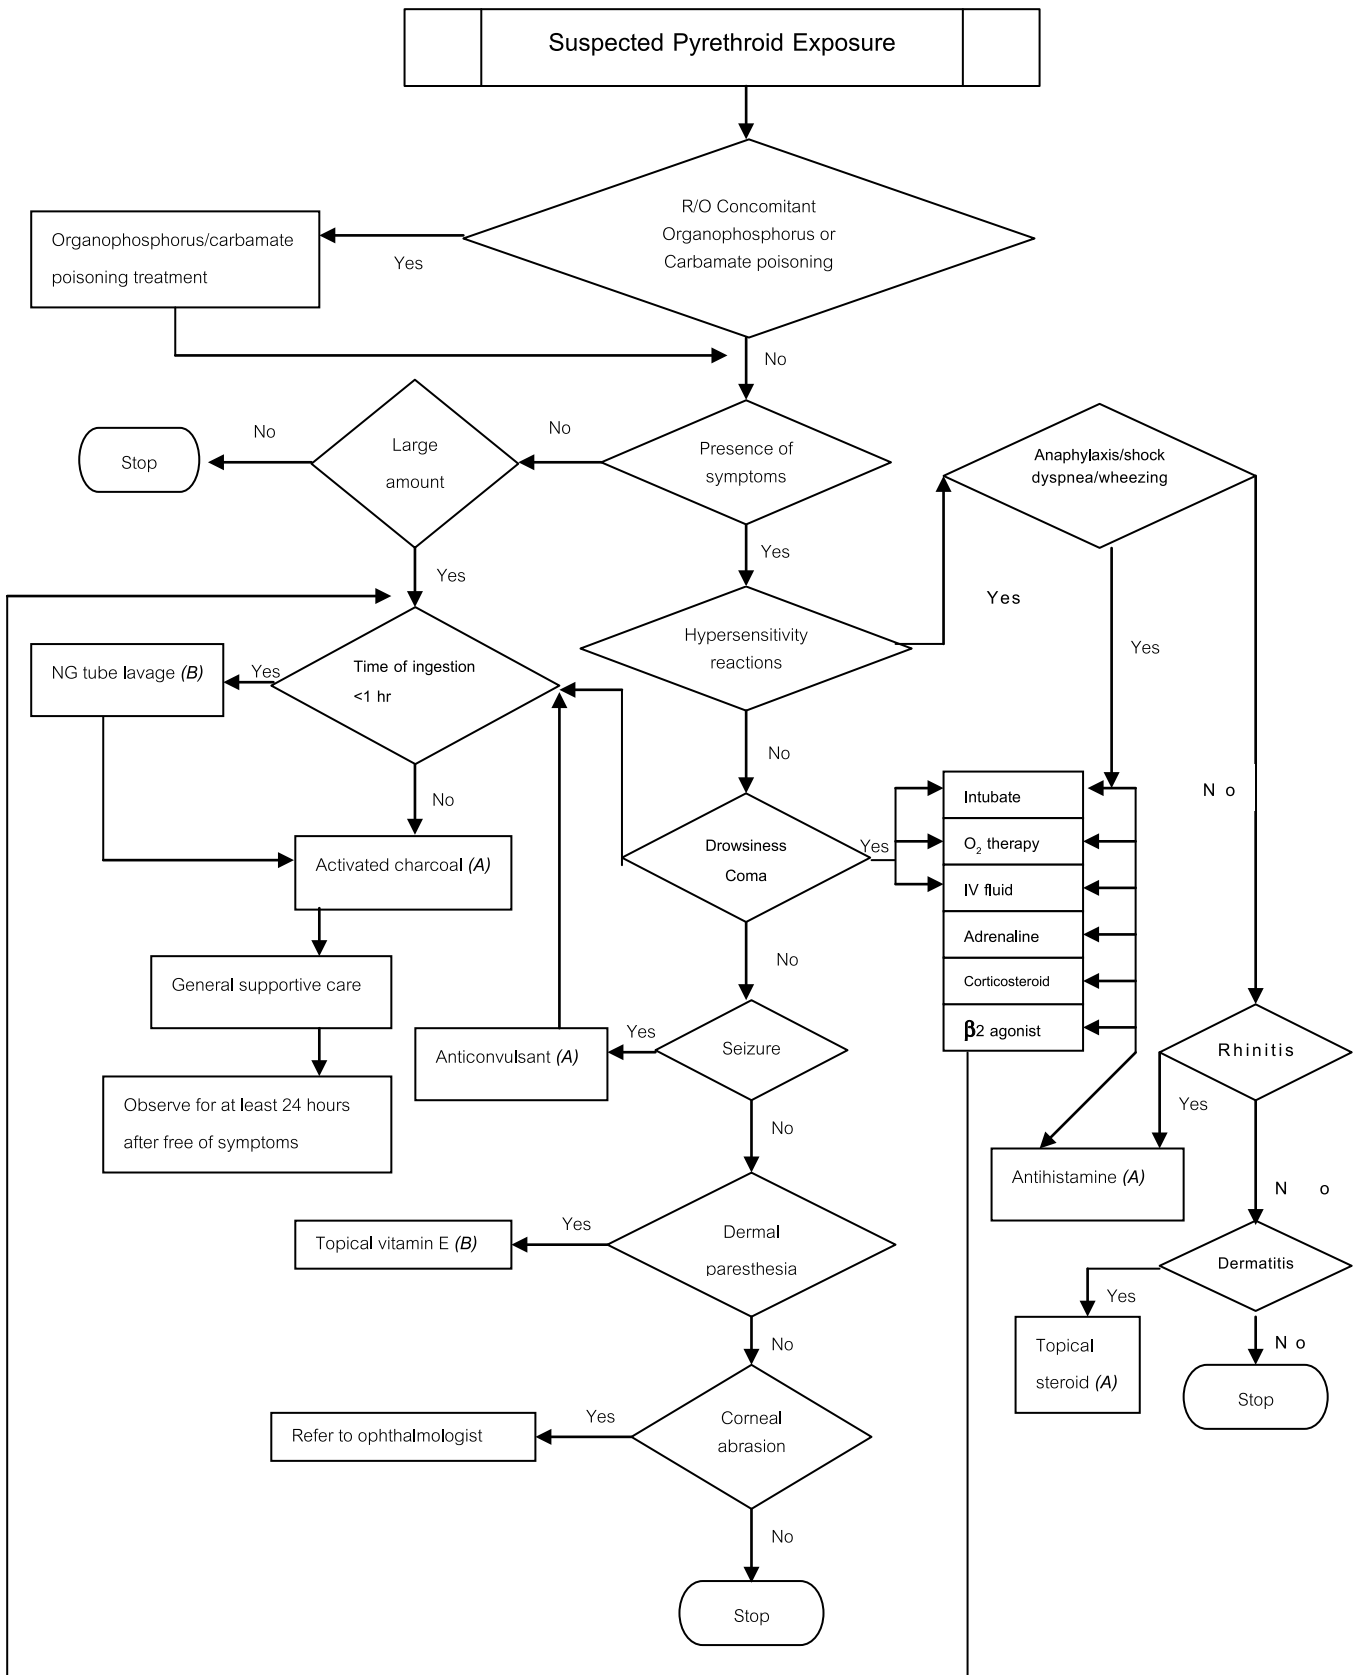 Suspected Pyrethroid Exposure
R/O Concomitant
Organophosphorus or
Carbamate poisoning
Yes
Organophosphorus/carbamate
poisoning treatment
No
Presence of
symptoms
No
Large
amount
No
Stop
Anaphylaxis/shock
dyspnea/wheezing
Yes
Yes
Yes
Yes
Hypersensitivity
reactions
Time of ingestion
<1 hr
Yes
NG tube lavage (B)
No
No
No
Activated charcoal (A)
Drowsiness
Coma
Yes
Intubate
O2 therapy
IV fluid
Adrenaline
Corticosteroid
β2 agonist
General supportive care
No
Observe for at least 24 hours
after free of symptoms
Seizure
Yes
Anticonvulsant (A)
Rhinitis
Yes
Antihistamine (A)
No
No
Dermal
paresthesia
Yes
Topical vitamin E (B)
Dermatitis
Yes
Topical
steroid (A)
No
Stop
No
Corneal
abrasion
Yes
Refer to ophthalmologist
No
Stop